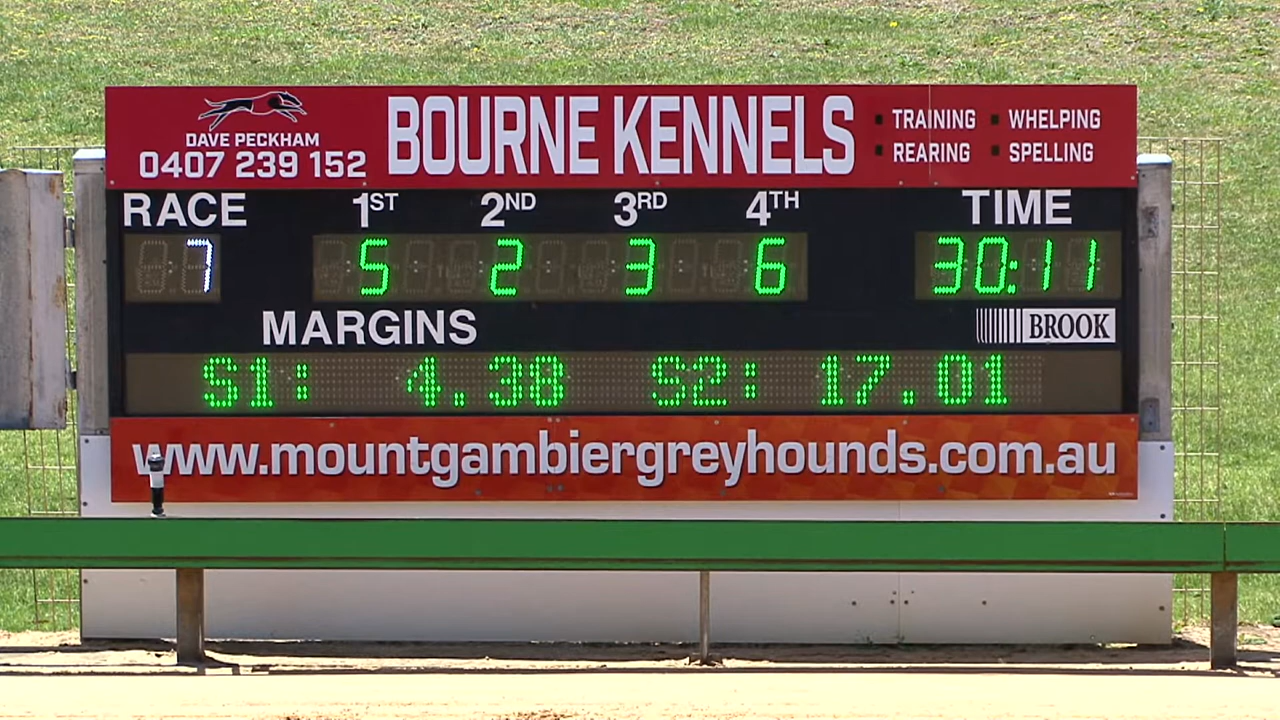 DAVE PECKHAM
0407 239 152
BOURNE KENNELS
TRAINING WHELPING
REARING SPELLING
RACE 1ST 2ND 3RD 4TH TIME
7 5 2 3 6 30:11
MARGINS BROOK
S1: 4.38 S2: 17.01
www.mountgambiergreyhounds.com.au